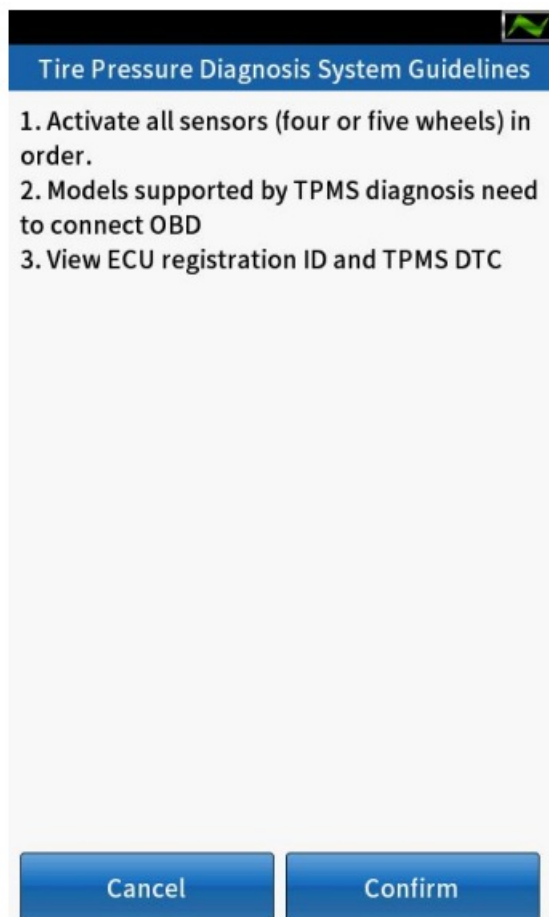 Tire Pressure Diagnosis System Guidelines
1. Activate all sensors (four or five wheels) in
order.
2. Models supported by TPMS diagnosis need
to connect OBD
3. View ECU registration ID and TPMS DTC
Cancel
Confirm